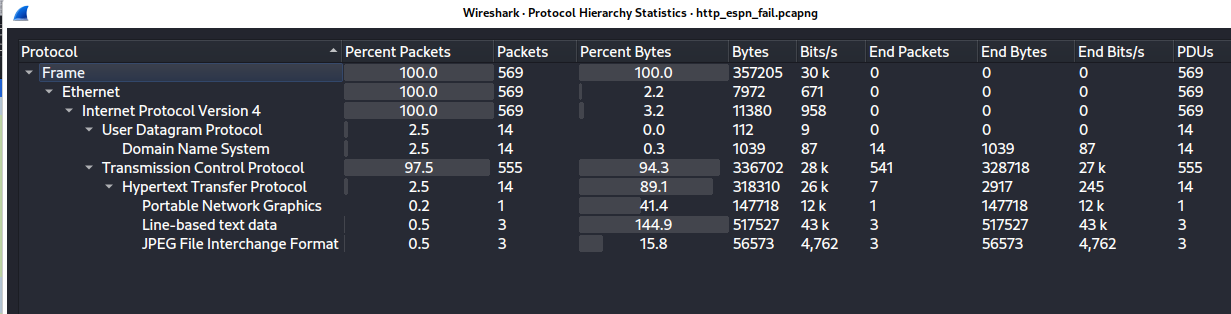 Wireshark · Protocol Hierarchy Statistics · http_espn_fail.pcapng
Protocol Percent Packets Packets Percent Bytes Bytes Bits/s End Packets End Bytes End Bits/s PDUs
Frame 100.0 569 100.0 357205 30 k 0 0 0 569
Ethernet 100.0 569 2.2 7972 671 0 0 0 569
Internet Protocol Version 4 100.0 569 3.2 11380 958 0 0 0 569
User Datagram Protocol 2.5 14 0.0 112 9 0 0 0 14
Domain Name System 2.5 14 0.3 1039 87 14 1039 87 14
Transmission Control Protocol 97.5 555 94.3 336702 28 k 541 328718 27 k 555
Hypertext Transfer Protocol 2.5 14 89.1 318310 26 k 7 2917 245 14
Portable Network Graphics 0.2 1 41.4 147718 12 k 1 147718 12 k 1
Line-based text data 0.5 3 144.9 517527 43 k 3 517527 43 k 3
JPEG File Interchange Format 0.5 3 15.8 56573 4,762 3 56573 4,762 3